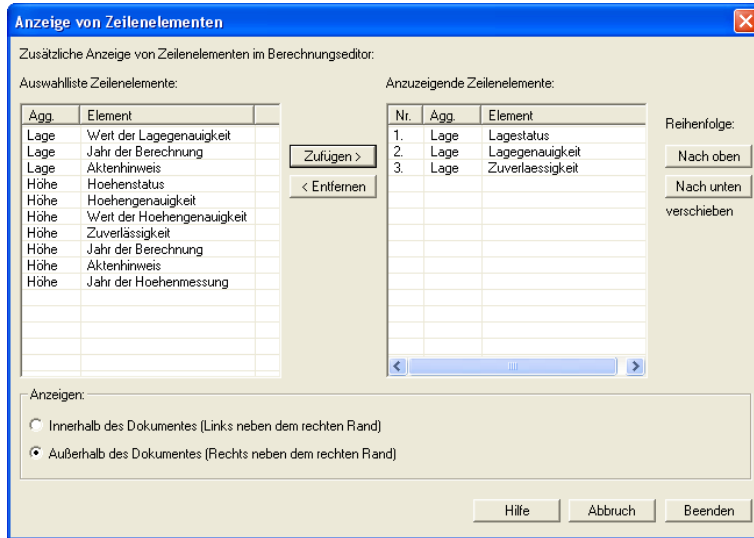 Anzeige von Zeilenelementen
Zusätzliche Anzeige von Zeilenelementen im Berechnungseditor:
Auswahlliste Zeilenelemente:
Agg. Element
Lage Wert der Lagegenauigkeit
Lage Jahr der Berechnung
Lage Aktenhinweis
Höhe Hoehenstatus
Höhe Hoehengenauigkeit
Höhe Wert der Hoehengenauigkeit
Höhe Zuverlässigkeit
Höhe Jahr der Berechnung
Höhe Aktenhinweis
Höhe Jahr der Hoehenmessung
Zufügen >
< Entfernen
Anzuzeigende Zeilenelemente:
Nr. Agg. Element
1. Lage Lagestatus
2. Lage Lagegenauigkeit
3. Lage Zuverlaessigkeit
Reihenfolge:
Nach oben
Nach unten
verschieben
Anzeigen:
Innerhalb des Dokumentes (Links neben dem rechten Rand)
Außerhalb des Dokumentes (Rechts neben dem rechten Rand)
Hilfe Abbruch Beenden